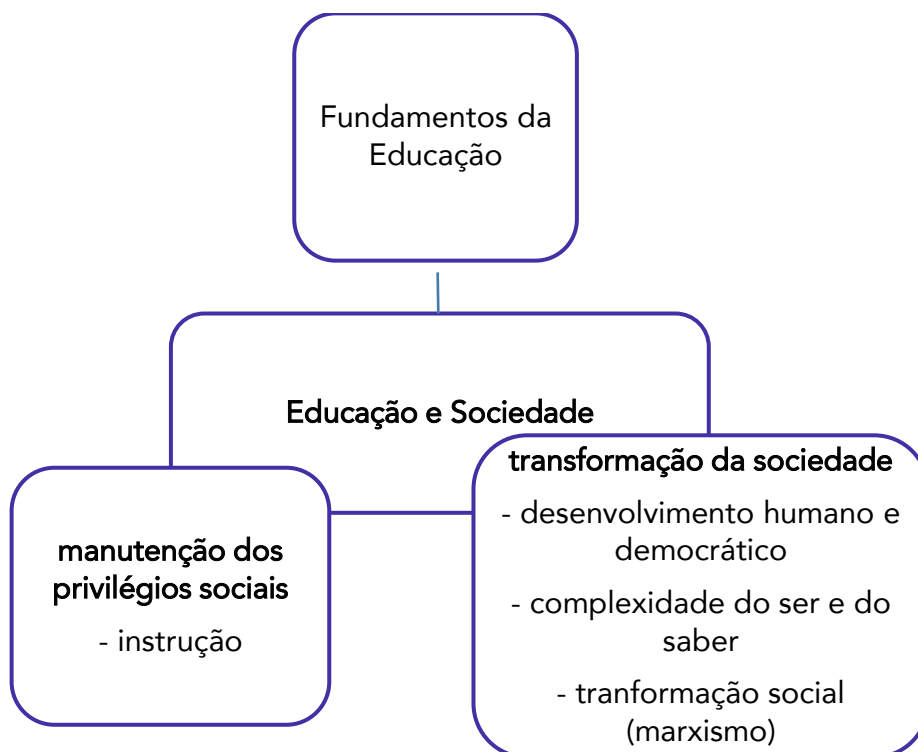 Fundamentos da
Educação
Educação e Sociedade
manutenção dos
privilégios sociais
- instrução
transformação da sociedade
- desenvolvimento humano e
democrático
- complexidade do ser e do
saber
- tranformação social
(marxismo)